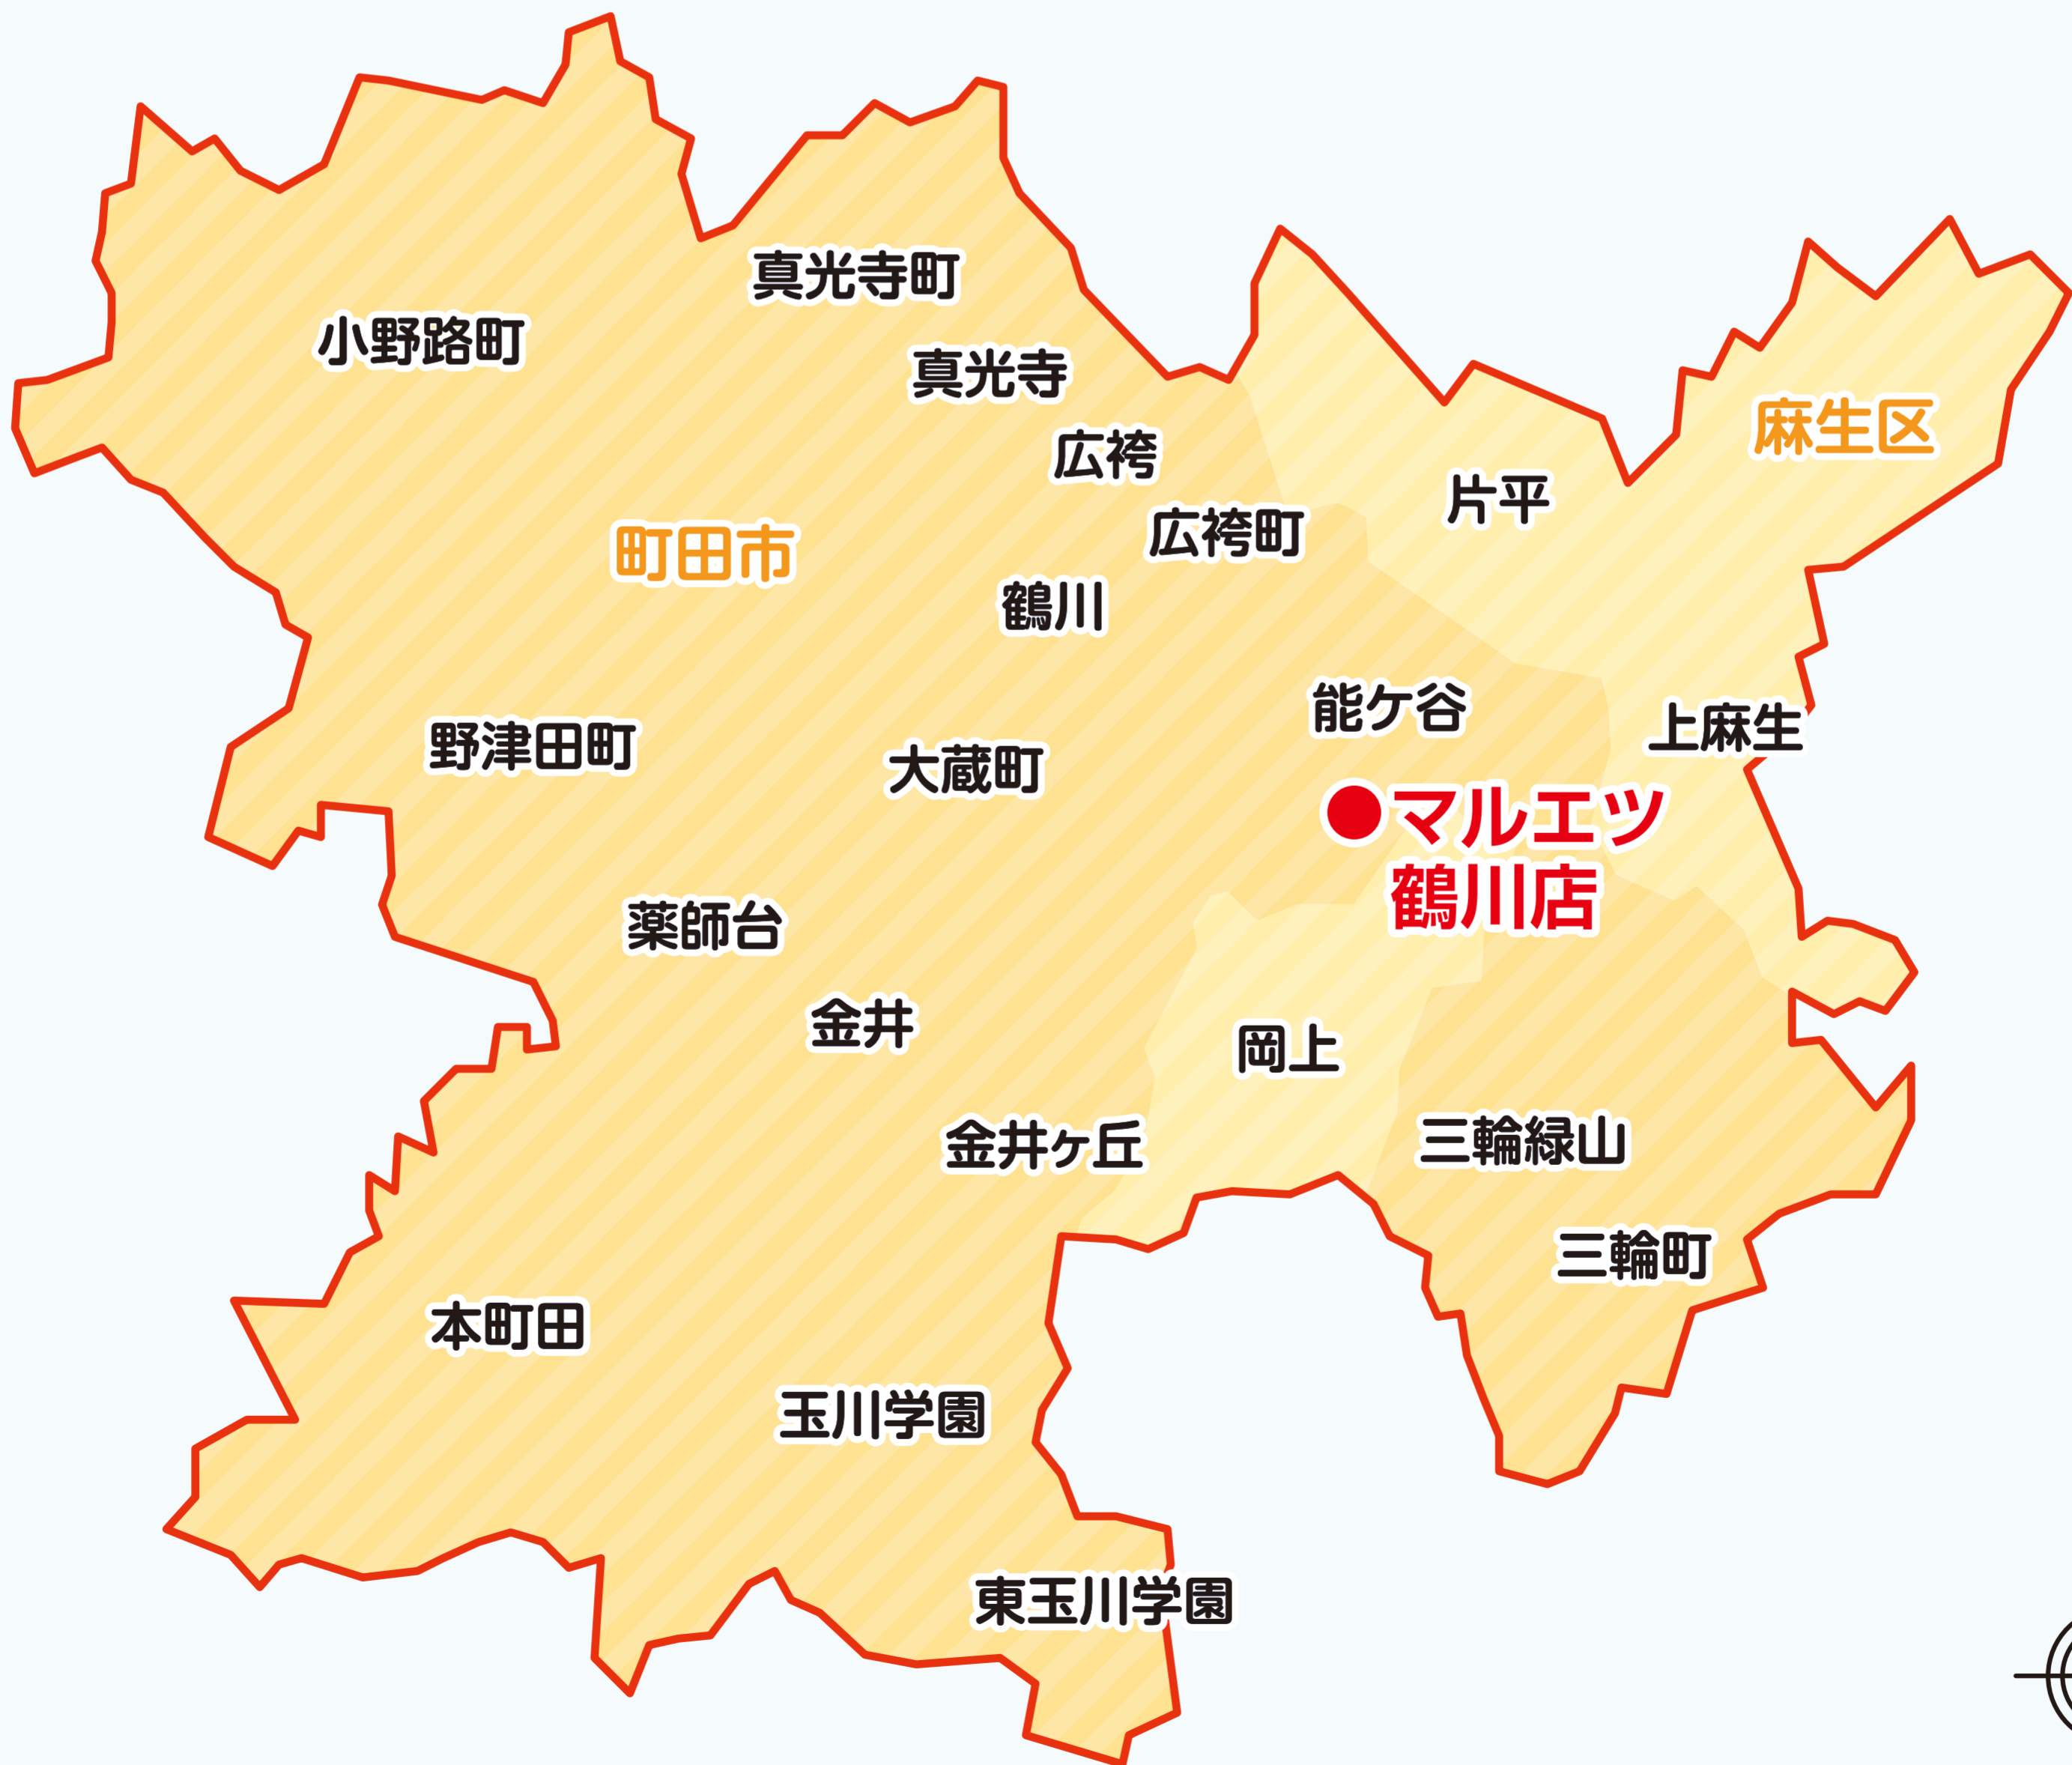 真光寺町
小野路町
真光寺
麻生区
広袴
片平
広袴町
町田市
鶴川
能ケ谷
上麻生
野津田町
大蔵町
マルエツ
鶴川店
薬師台
金井
岡上
三輪緑山
金井ヶ丘
三輪町
本町田
玉川学園
東玉川学園